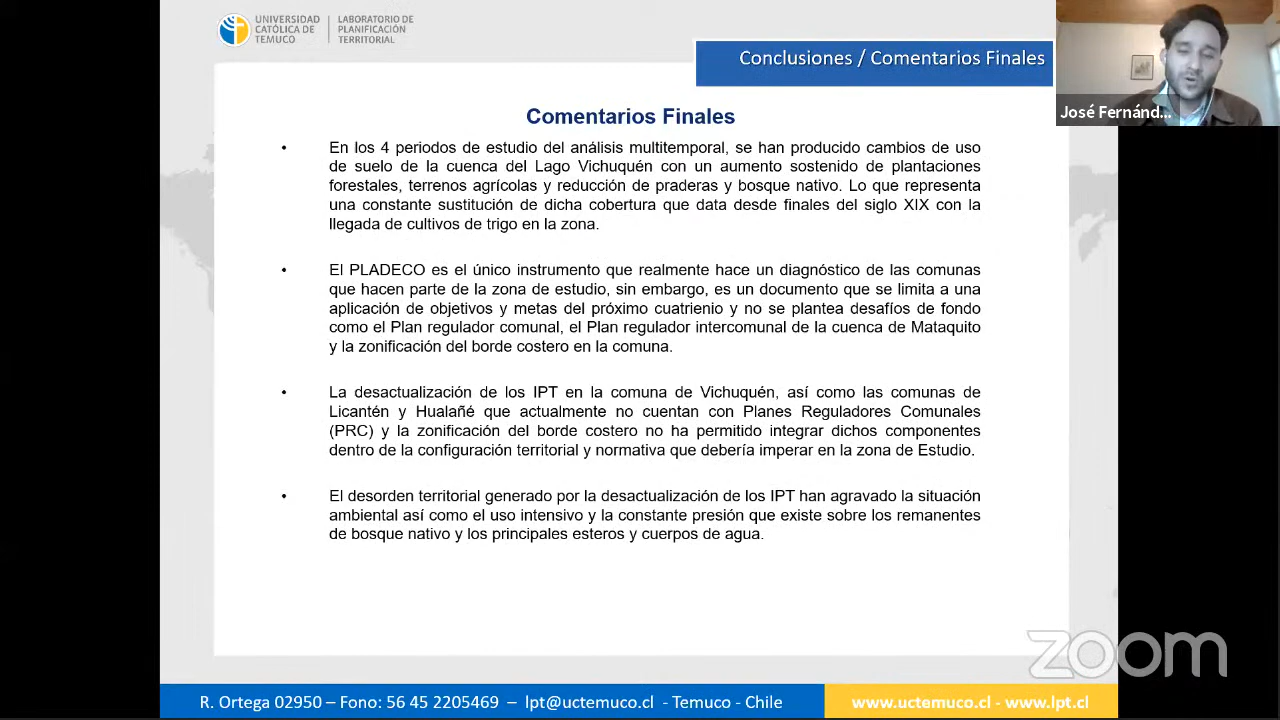 UNIVERSIDAD
CATÓLICA DE
TEMUCO
LABORATORIO DE
PLANIFICACIÓN
TERRITORIAL
Conclusiones / Comentarios Finales
José Fernánd...
Comentarios Finales
• En los 4 periodos de estudio del análisis multitemporal, se han producido cambios de uso
de suelo de la cuenca del Lago Vichuquén con un aumento sostenido de plantaciones
forestales, terrenos agrícolas y reducción de praderas y bosque nativo. Lo que representa
una constante sustitución de dicha cobertura que data desde finales del siglo XIX con la
llegada de cultivos de trigo en la zona.
• El PLADECO es el único instrumento que realmente hace un diagnóstico de las comunas
que hacen parte de la zona de estudio, sin embargo, es un documento que se limita a una
aplicación de objetivos y metas del próximo cuatrienio y no se plantea desafíos de fondo
como el Plan regulador comunal, el Plan regulador intercomunal de la cuenca de Mataquito
y la zonificación del borde costero en la comuna.
• La desactualización de los IPT en la comuna de Vichuquén, así como las comunas de
Licantén y Hualañé que actualmente no cuentan con Planes Reguladores Comunales
(PRC) y la zonificación del borde costero no ha permitido integrar dichos componentes
dentro de la configuración territorial y normativa que debería imperar en la zona de Estudio.
• El desorden territorial generado por la desactualización de los IPT han agravado la situación
ambiental así como el uso intensivo y la constante presión que existe sobre los remanentes
de bosque nativo y los principales esteros y cuerpos de agua.
zoom
R. Ortega 02950 – Fono: 56 45 2205469 – lpt@uctemuco.cl - Temuco - Chile
www.uctemuco.cl - www.lpt.cl